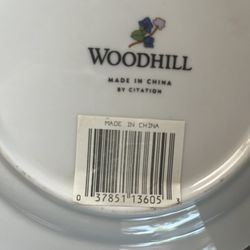 WOODHILL
MADE IN CHINA
BY CITATION
MADE IN CHINA
0 37851 13605 3